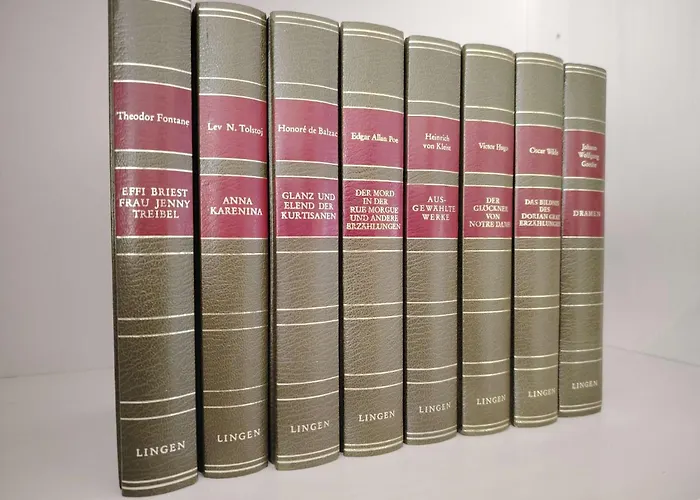 Theodor Fontane
EFFI BRIEST
FRAU JENNY
TREIBEL
LINGEN
Lev N. Tolstoj
ANNA
KARENINA
LINGEN
Honoré de Balzac
GLANZ UND
ELEND DER
KURTISANEN
LINGEN
Edgar Allan Poe
DER MORD
IN DER
RUE MORGUE
UND ANDERE
ERZÄHLUNGEN
LINGEN
Heinrich
von Kleist
AUS-
GEWÄHLTE
WERKE
LINGEN
Victor Hugo
DER
GLÖCKNER
VON
NOTRE DAME
LINGEN
Oscar Wilde
DAS BILDNIS
DES
DORIAN GRAY
ERZÄHLUNGEN
LINGEN
Johann
Wolfgang
Goethe
DRAMEN
LINGEN